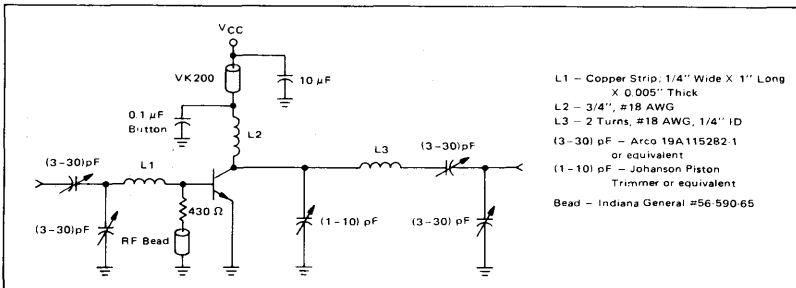 VCC
VK200
10 μF
0.1 μF
Button
L2
(3-30)pF
L1
(3-30)pF
430 Ω
RF Bead
(1-10) pF
L3
(3-30)pF
(3-30) pF
L1 – Copper Strip; 1/4" Wide X 1" Long
X 0.005" Thick
L2 – 3/4", #18 AWG
L3 – 2 Turns, #18 AWG, 1/4" ID
(3-30) pF – Arco 19A115282-1
or equivalent
(1-10) pF – Johanson Piston
Trimmer or equivalent
Bead – Indiana General #56-590-65